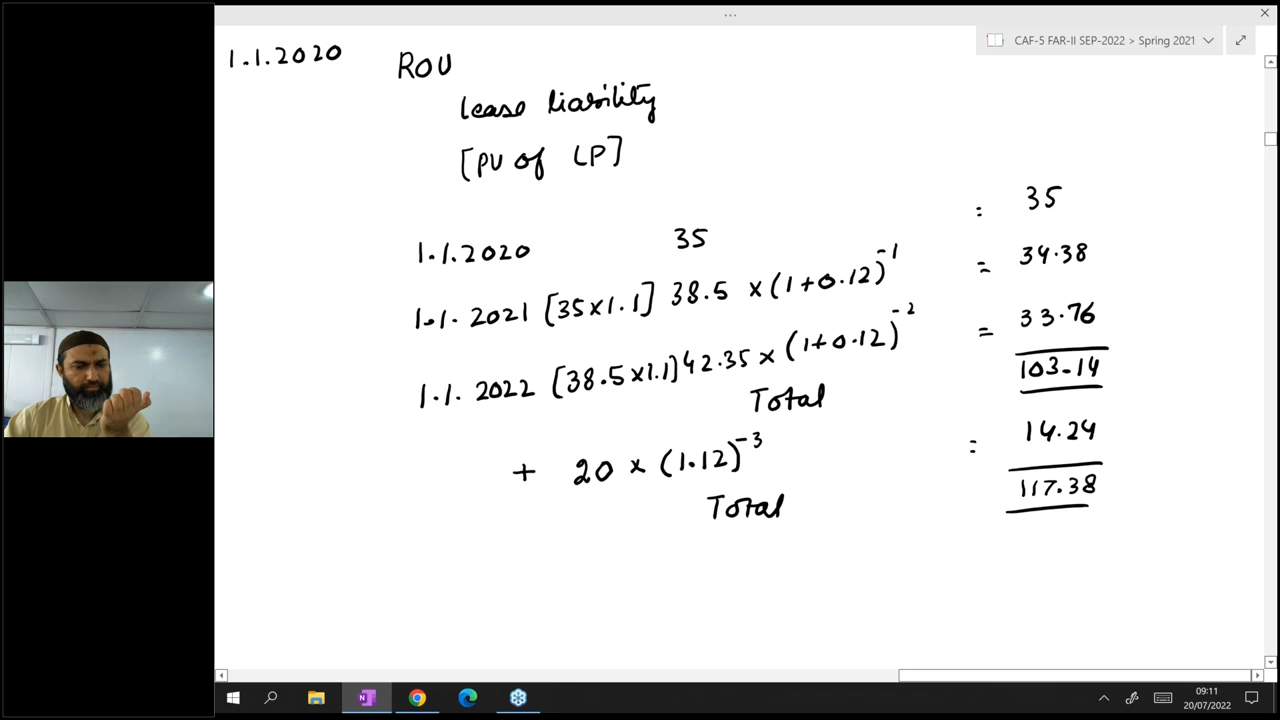 CAF-5 FAR-II SEP-2022 > Spring 2021
1.1.2020 ROU
lease liability
[PV of LP]
1.1.2020 35 = 35
1.1.2021 [35×1.1] 38.5 × (1+0.12)^-1 = 34.38
1.1.2022 [38.5×1.1] 42.35 × (1+0.12)^-2 = 33.76
Total 103.14
+ 20 × (1.12)^-3 = 14.24
Total 117.38
09:11
20/07/2022